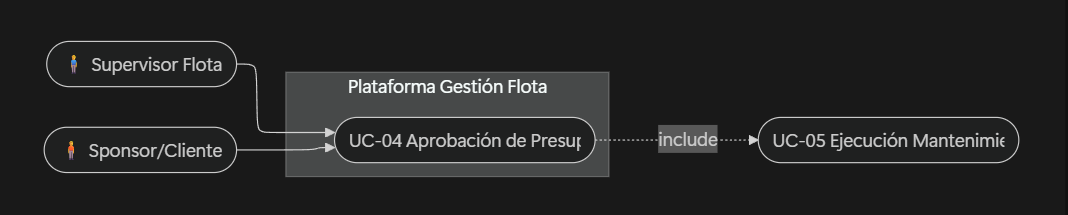 Supervisor Flota
Plataforma Gestión Flota
UC-04 Aprobación de Presup
include
UC-05 Ejecución Mantenimie
Sponsor/Cliente